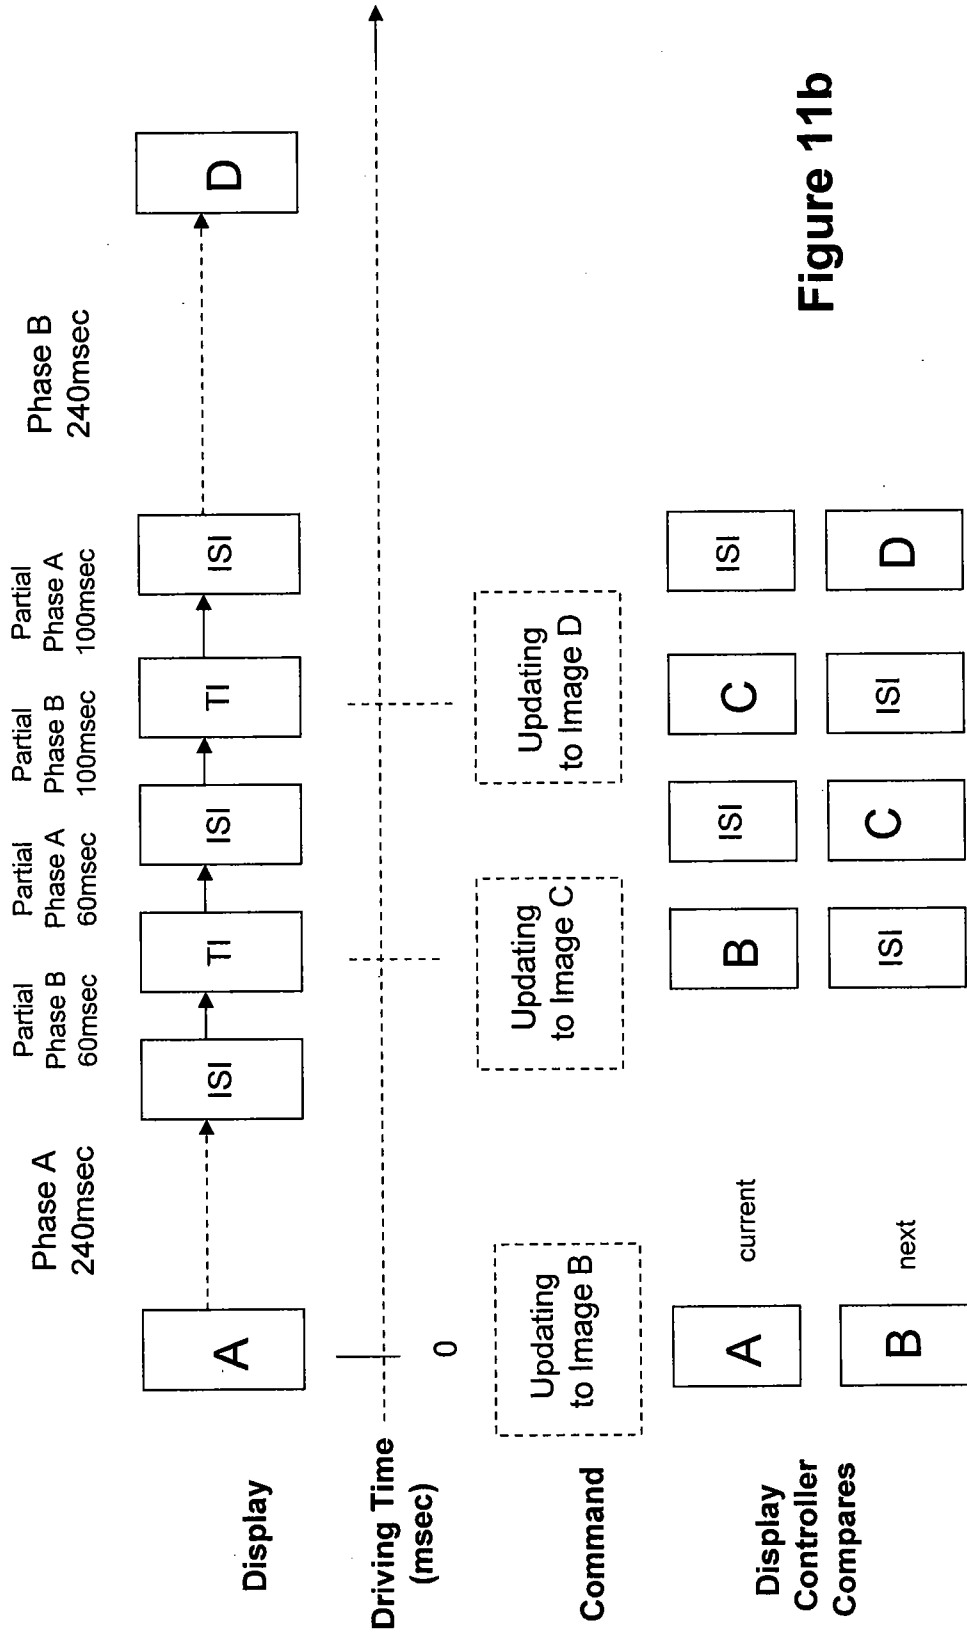 Phase A
240msec
Partial
Phase B
60msec
Partial
Phase A
60msec
Partial
Phase B
100msec
Partial
Phase A
100msec
Phase B
240msec
Display
A
ISI
TI
ISI
TI
ISI
D
Driving Time
(msec)
0
Command
Updating
to Image B
Updating
to Image C
Updating
to Image D
Display
Controller
Compares
A
current
B
ISI
C
ISI
B
next
ISI
C
ISI
D
Figure 11b